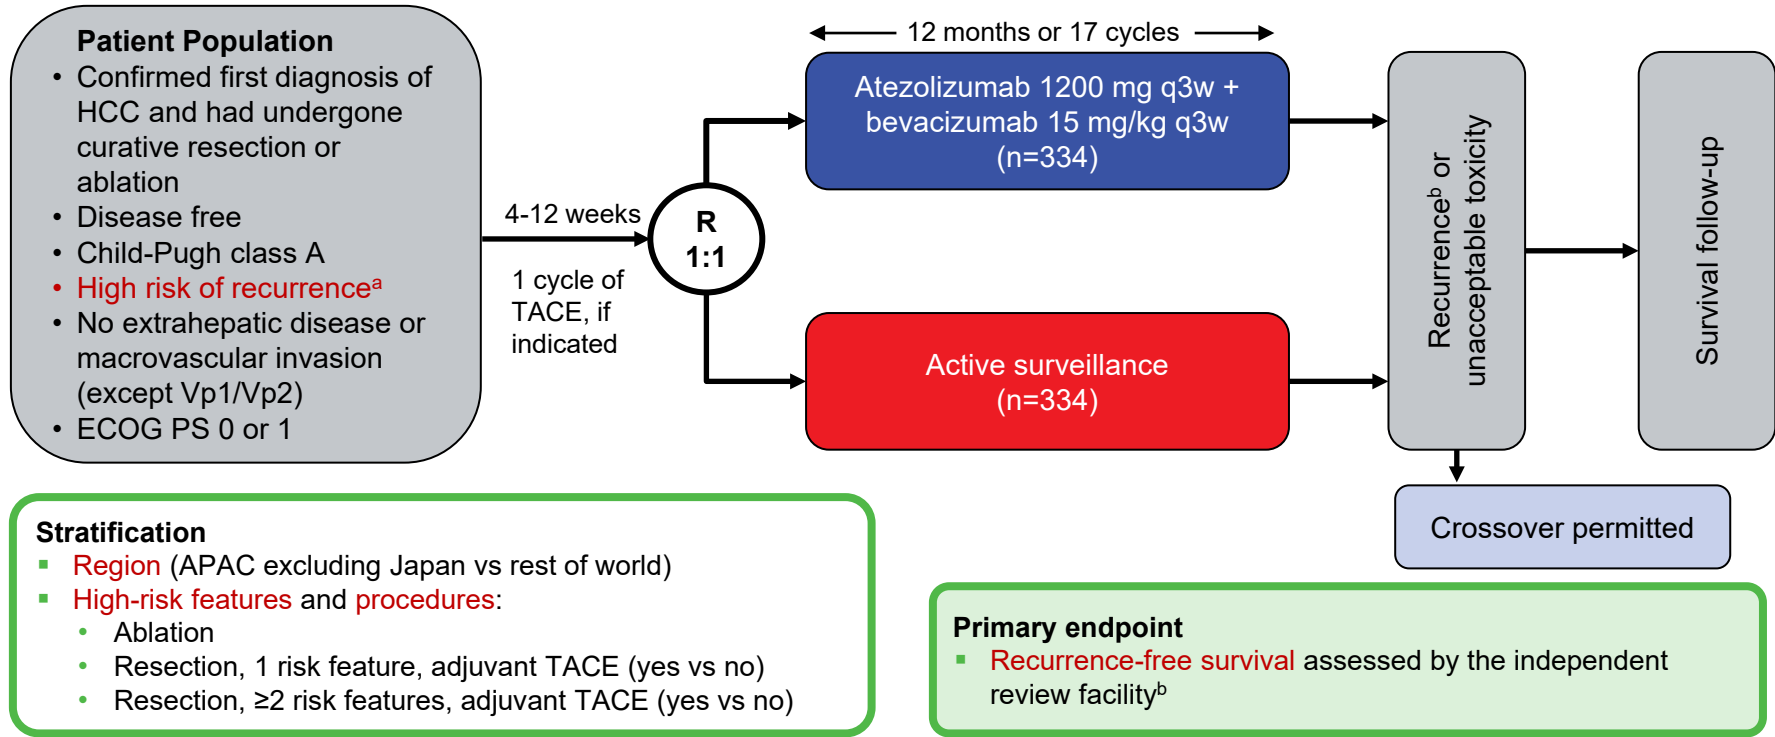 Patient Population
• Confirmed first diagnosis of
HCC and had undergone
curative resection or
ablation
• Disease free
• Child-Pugh class A
• High risk of recurrenceᵃ
• No extrahepatic disease or
macrovascular invasion
(except Vp1/Vp2)
• ECOG PS 0 or 1
4-12 weeks
1 cycle of
TACE, if
indicated
R
1:1
12 months or 17 cycles
Atezolizumab 1200 mg q3w +
bevacizumab 15 mg/kg q3w
(n=334)
Active surveillance
(n=334)
Recurrenceᵇ or
unacceptable toxicity
Survival follow-up
Crossover permitted
Stratification
▪ Region (APAC excluding Japan vs rest of world)
▪ High-risk features and procedures:
• Ablation
• Resection, 1 risk feature, adjuvant TACE (yes vs no)
• Resection, ≥2 risk features, adjuvant TACE (yes vs no)
Primary endpoint
▪ Recurrence-free survival assessed by the independent
review facilityᵇ